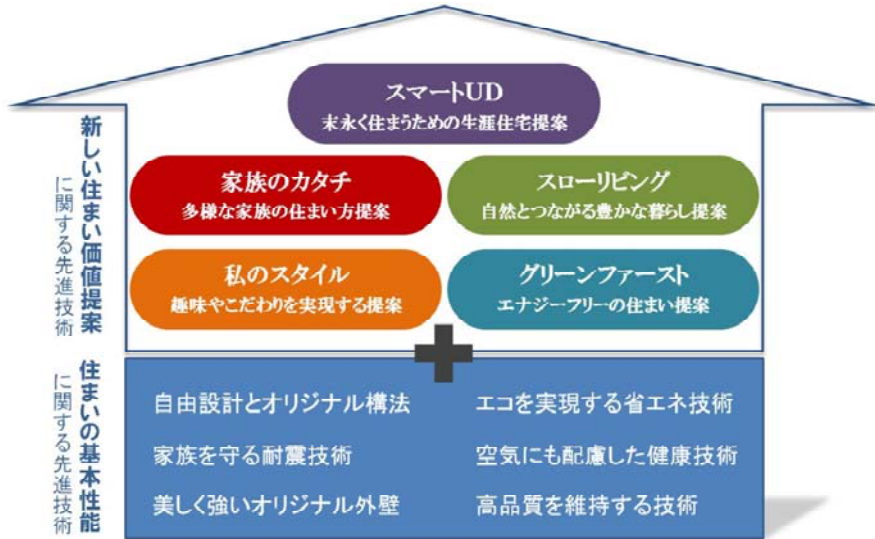 スマートUD
末永く住まうための生涯住宅提案
新しい住まい価値提案
に関する先進技術
家族のカタチ
多様な家族の住まい方提案
スローリビング
自然とつながる豊かな暮らし提案
私のスタイル
趣味やこだわりを実現する提案
グリーンファースト
エナジーフリーの住まい提案
住まいの基本性能
に関する先進技術
自由設計とオリジナル構法
エコを実現する省エネ技術
家族を守る耐震技術
空気にも配慮した健康技術
美しく強いオリジナル外壁
高品質を維持する技術